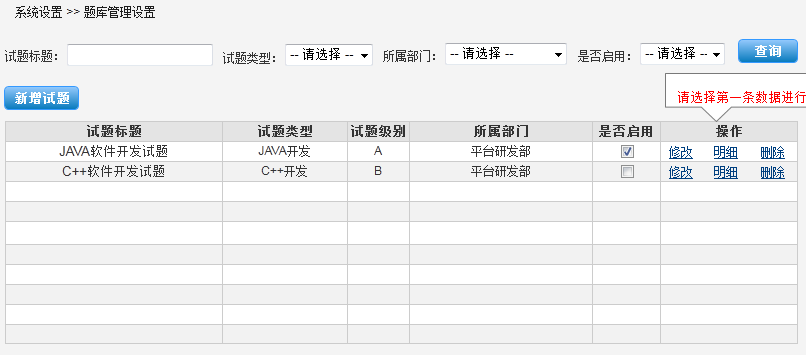 系统设置 >> 题库管理设置
试题标题： 试题类型： -- 请选择 -- 所属部门： -- 请选择 -- 是否启用： -- 请选择 -- 查询
新增试题 请选择第一条数据进行
试题标题 试题类型 试题级别 所属部门 是否启用 操作
JAVA软件开发试题 JAVA开发 A 平台研发部 修改 明细 删除
C++软件开发试题 C++开发 B 平台研发部 修改 明细 删除